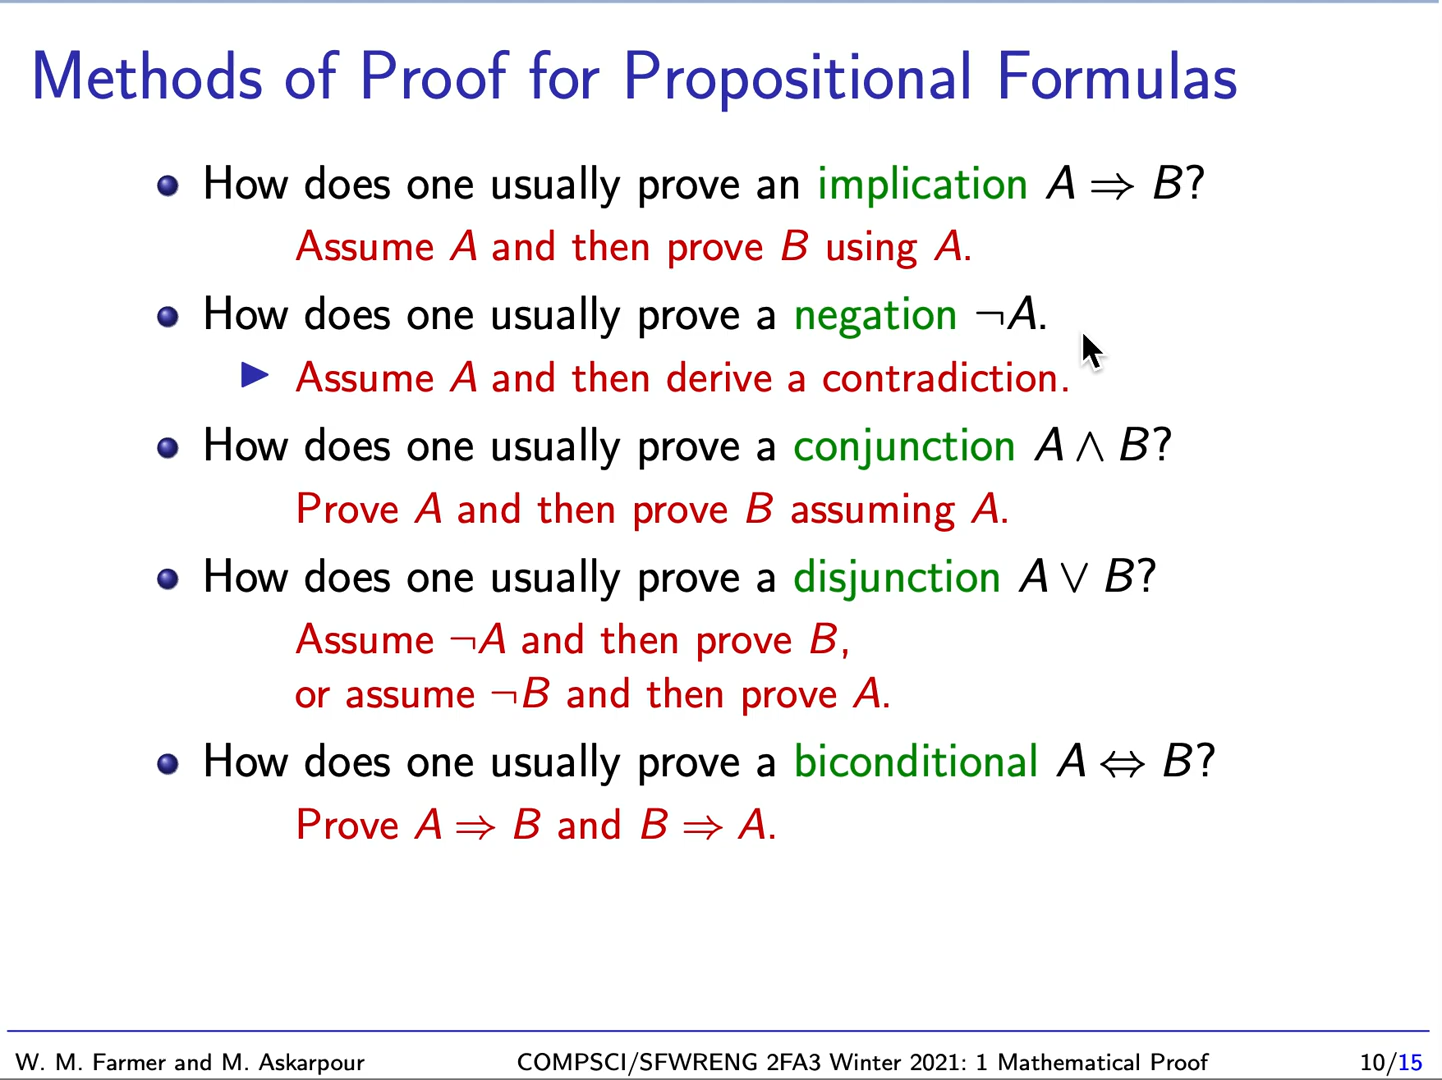 Methods of Proof for Propositional Formulas
How does one usually prove an implication A ⇒ B?
Assume A and then prove B using A.
How does one usually prove a negation ¬A.
Assume A and then derive a contradiction.
How does one usually prove a conjunction A ∧ B?
Prove A and then prove B assuming A.
How does one usually prove a disjunction A ∨ B?
Assume ¬A and then prove B,
or assume ¬B and then prove A.
How does one usually prove a biconditional A ⇔ B?
Prove A ⇒ B and B ⇒ A.
W. M. Farmer and M. Askarpour COMPSCI/SFWRENG 2FA3 Winter 2021: 1 Mathematical Proof 10/15